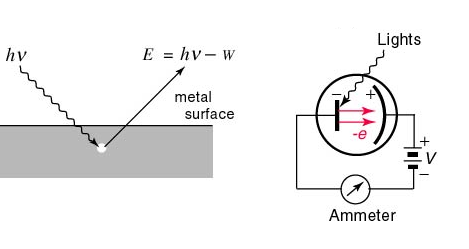 hν
E = hν – W
metal
surface
Lights
– +
-e
+
V
–
Ammeter